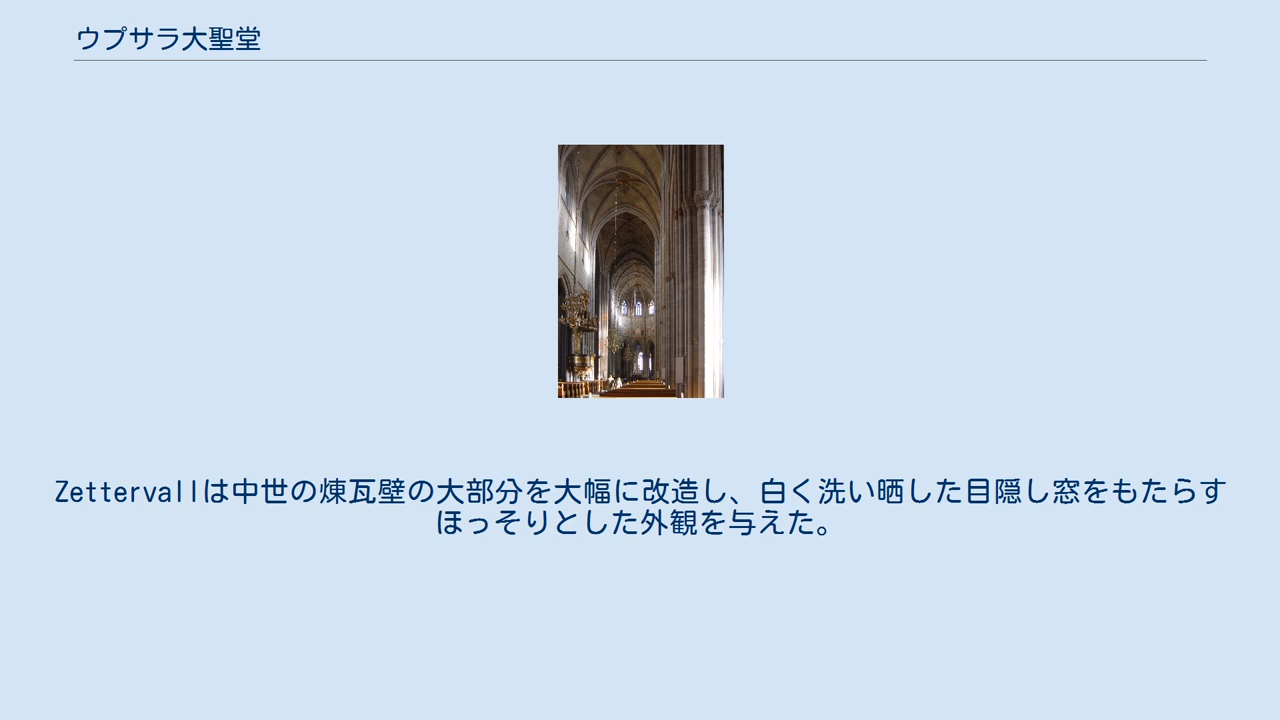 ウプサラ大聖堂
Zettervallは中世の煉瓦壁の大部分を大幅に改造し、白く洗い晒した目隠し窓をもたらす
ほっそりとした外観を与えた。